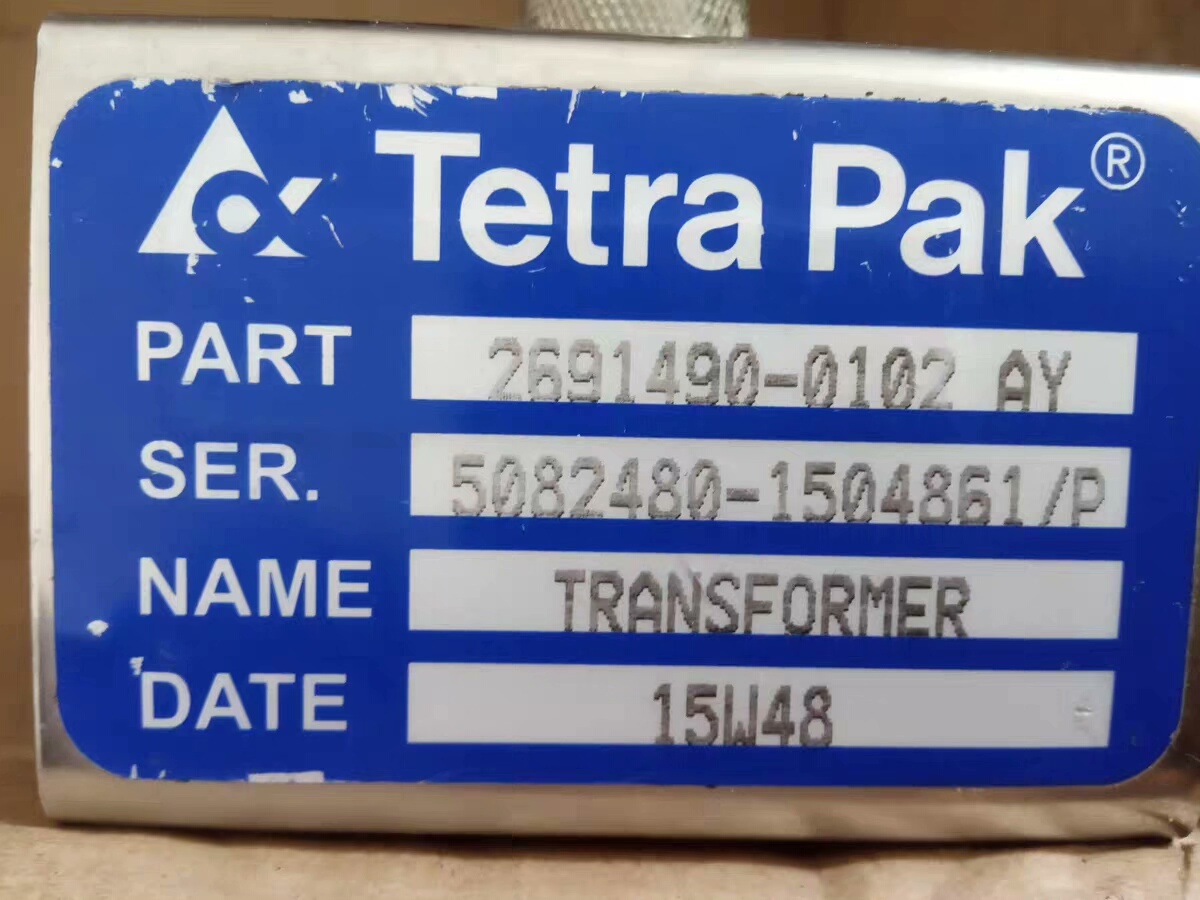 Tetra Pak®
PART 2691490-0102 AY
SER. 5082480-1504861/P
NAME TRANSFORMER
DATE 15W48